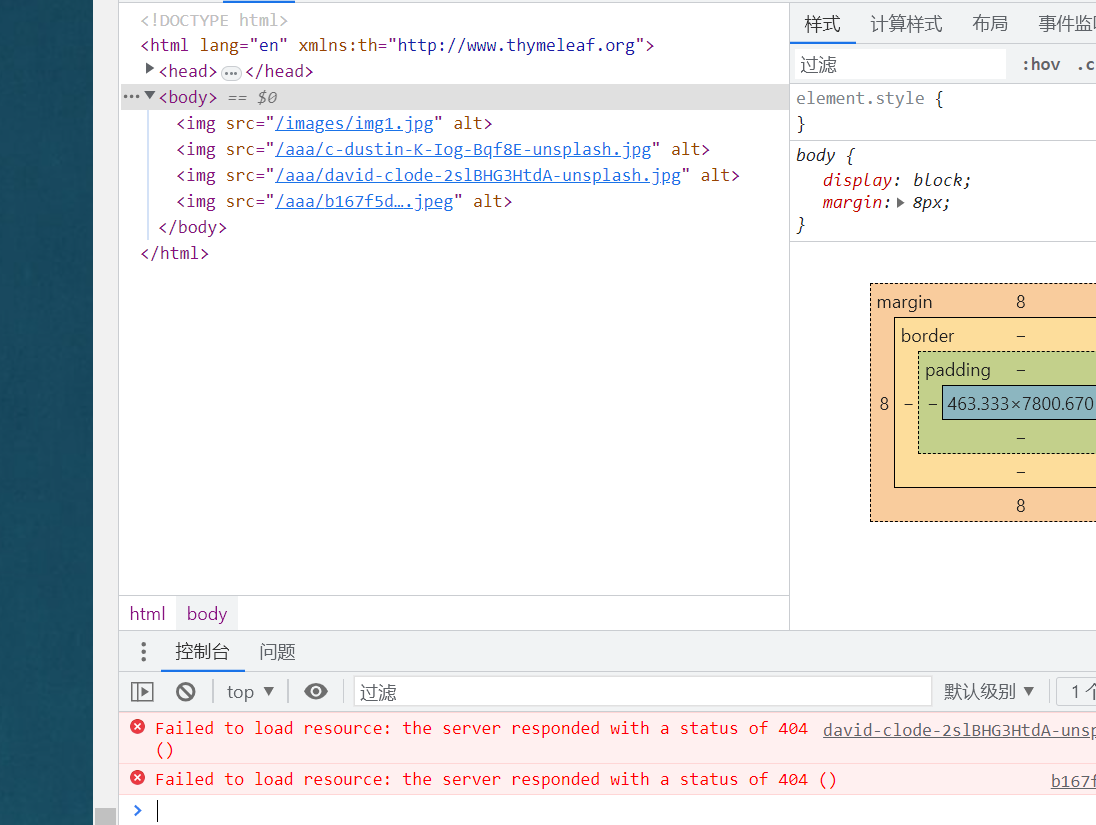 <!DOCTYPE html>
<html lang="en" xmlns:th="http://www.thymeleaf.org">
<head>…</head>
<body> == $0
<img src="/images/img1.jpg" alt>
<img src="/aaa/c-dustin-K-Iog-Bqf8E-unsplash.jpg" alt>
<img src="/aaa/david-clode-2slBHG3HtdA-unsplash.jpg" alt>
<img src="/aaa/b167f5d….jpeg" alt>
</body>
</html>
html body
样式 计算样式 布局 事件监
过滤 :hov .c
element.style {
}
body {
display: block;
margin: 8px;
}
margin 8
border –
padding –
8 – – 463.333×7800.670
–
–
8
控制台 问题
top 过滤 默认级别 1 个
Failed to load resource: the server responded with a status of 404 david-clode-2slBHG3HtdA-unsp
()
Failed to load resource: the server responded with a status of 404 () b167f